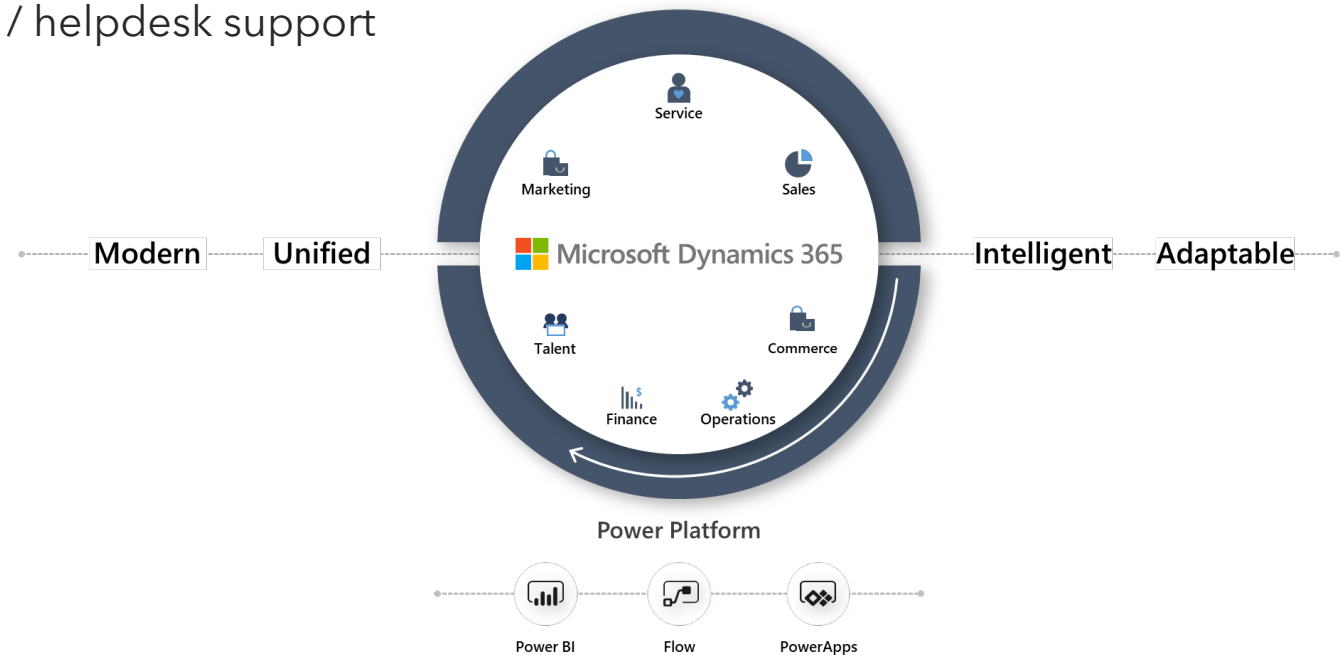 / helpdesk support
Service
Marketing
Sales
Modern
Unified
Microsoft Dynamics 365
Intelligent
Adaptable
Talent
Commerce
$
Finance
Operations
Power Platform
Power BI
Flow
PowerApps